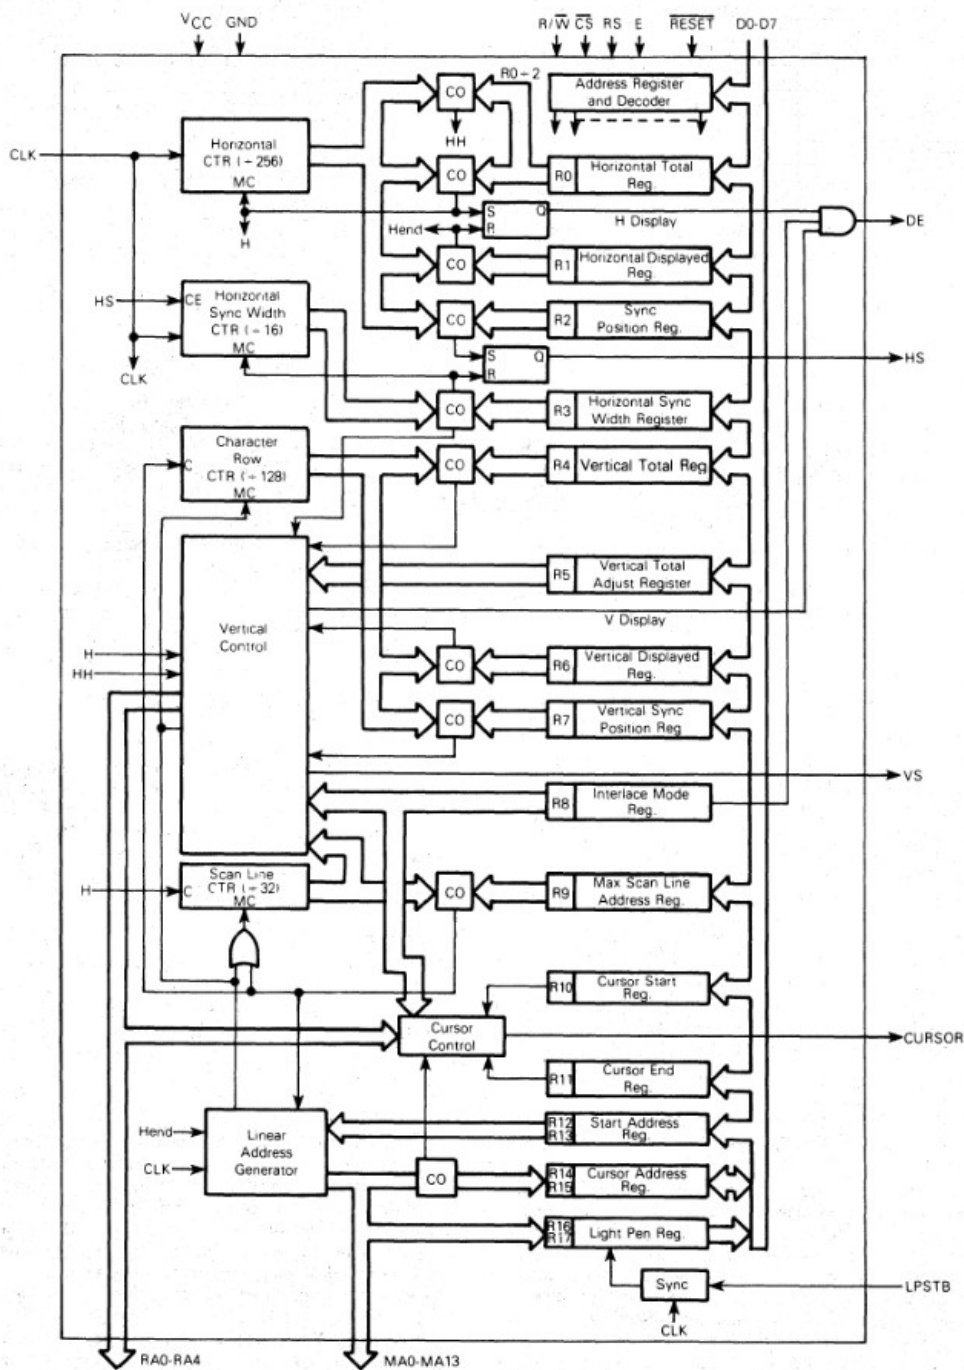 VCC GND R/W CS RS E RESET D0-D7
CO R0÷2 Address Register
and Decoder
HH
CLK Horizontal
CTR (÷256)
MC
CO R0 Horizontal Total
Reg.
H
S Q
R
H Display
DE
Hend
CO R1 Horizontal Displayed
Reg.
HS CE Horizontal
Sync Width
CTR (÷16)
MC
CO R2 Sync
Position Reg.
CLK
S Q
R
HS
CO R3 Horizontal Sync
Width Register
C Character
Row
CTR (÷128)
MC
CO R4 Vertical Total Reg
R5 Vertical Total
Adjust Register
V Display
Vertical
Control
H
HH
CO R6 Vertical Displayed
Reg.
CO R7 Vertical Sync
Position Reg
VS
R8 Interlace Mode
Reg.
H C Scan Line
CTR (÷32)
MC
CO R9 Max Scan Line
Address Reg.
R10 Cursor Start
Reg.
Cursor
Control
CURSOR
R11 Cursor End
Reg.
Hend
CLK
Linear
Address
Generator
R12
R13
Start Address
Reg.
CO
R14
R15
Cursor Address
Reg.
R16
R17
Light Pen Reg.
Sync
LPSTB
CLK
RA0-RA4 MA0-MA13